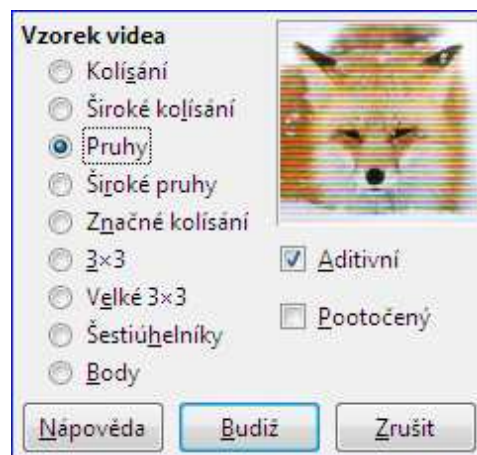 Vzorek videa
Kolísání
Široké kolísání
Pruhy
Široké pruhy
Značné kolísání
3×3
Velké 3×3
Šestiúhelníky
Body
Aditivní
Pootočený
Nápověda
Budiž
Zrušit